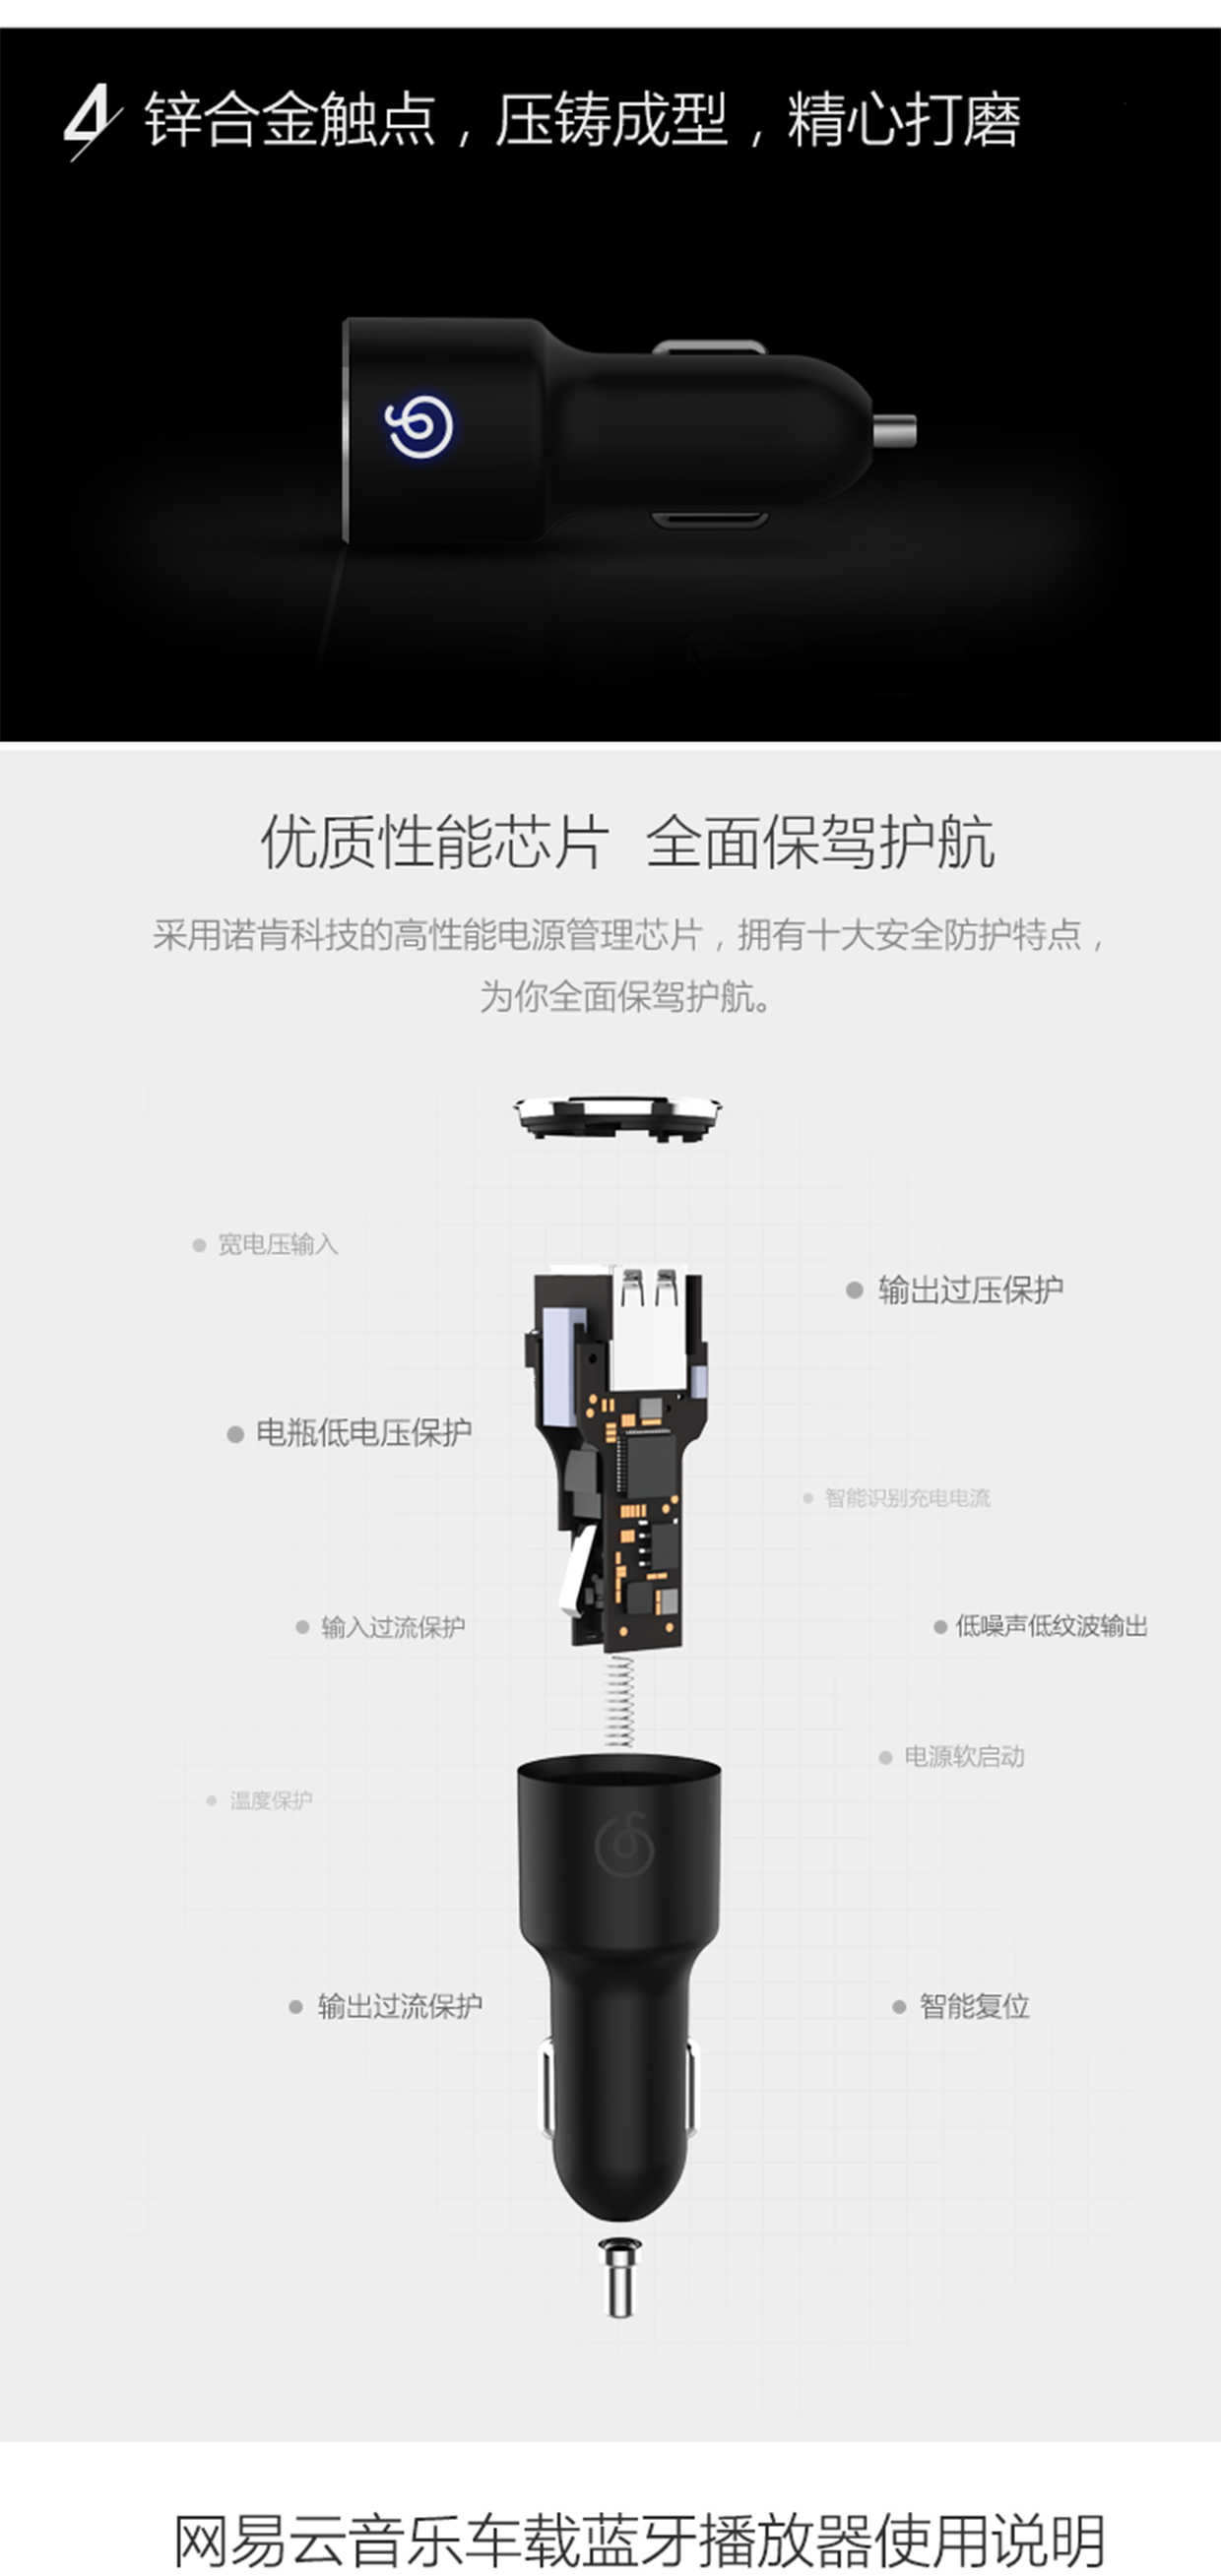 4 锌合金触点，压铸成型，精心打磨
优质性能芯片 全面保驾护航
采用诺肯科技的高性能电源管理芯片，拥有十大安全防护特点，
为你全面保驾护航。
宽电压输入
输出过压保护
电瓶低电压保护
智能识别充电电流
输入过流保护
低噪声低纹波输出
电源软启动
温度保护
输出过流保护
智能复位
网易云音乐车载蓝牙播放器使用说明